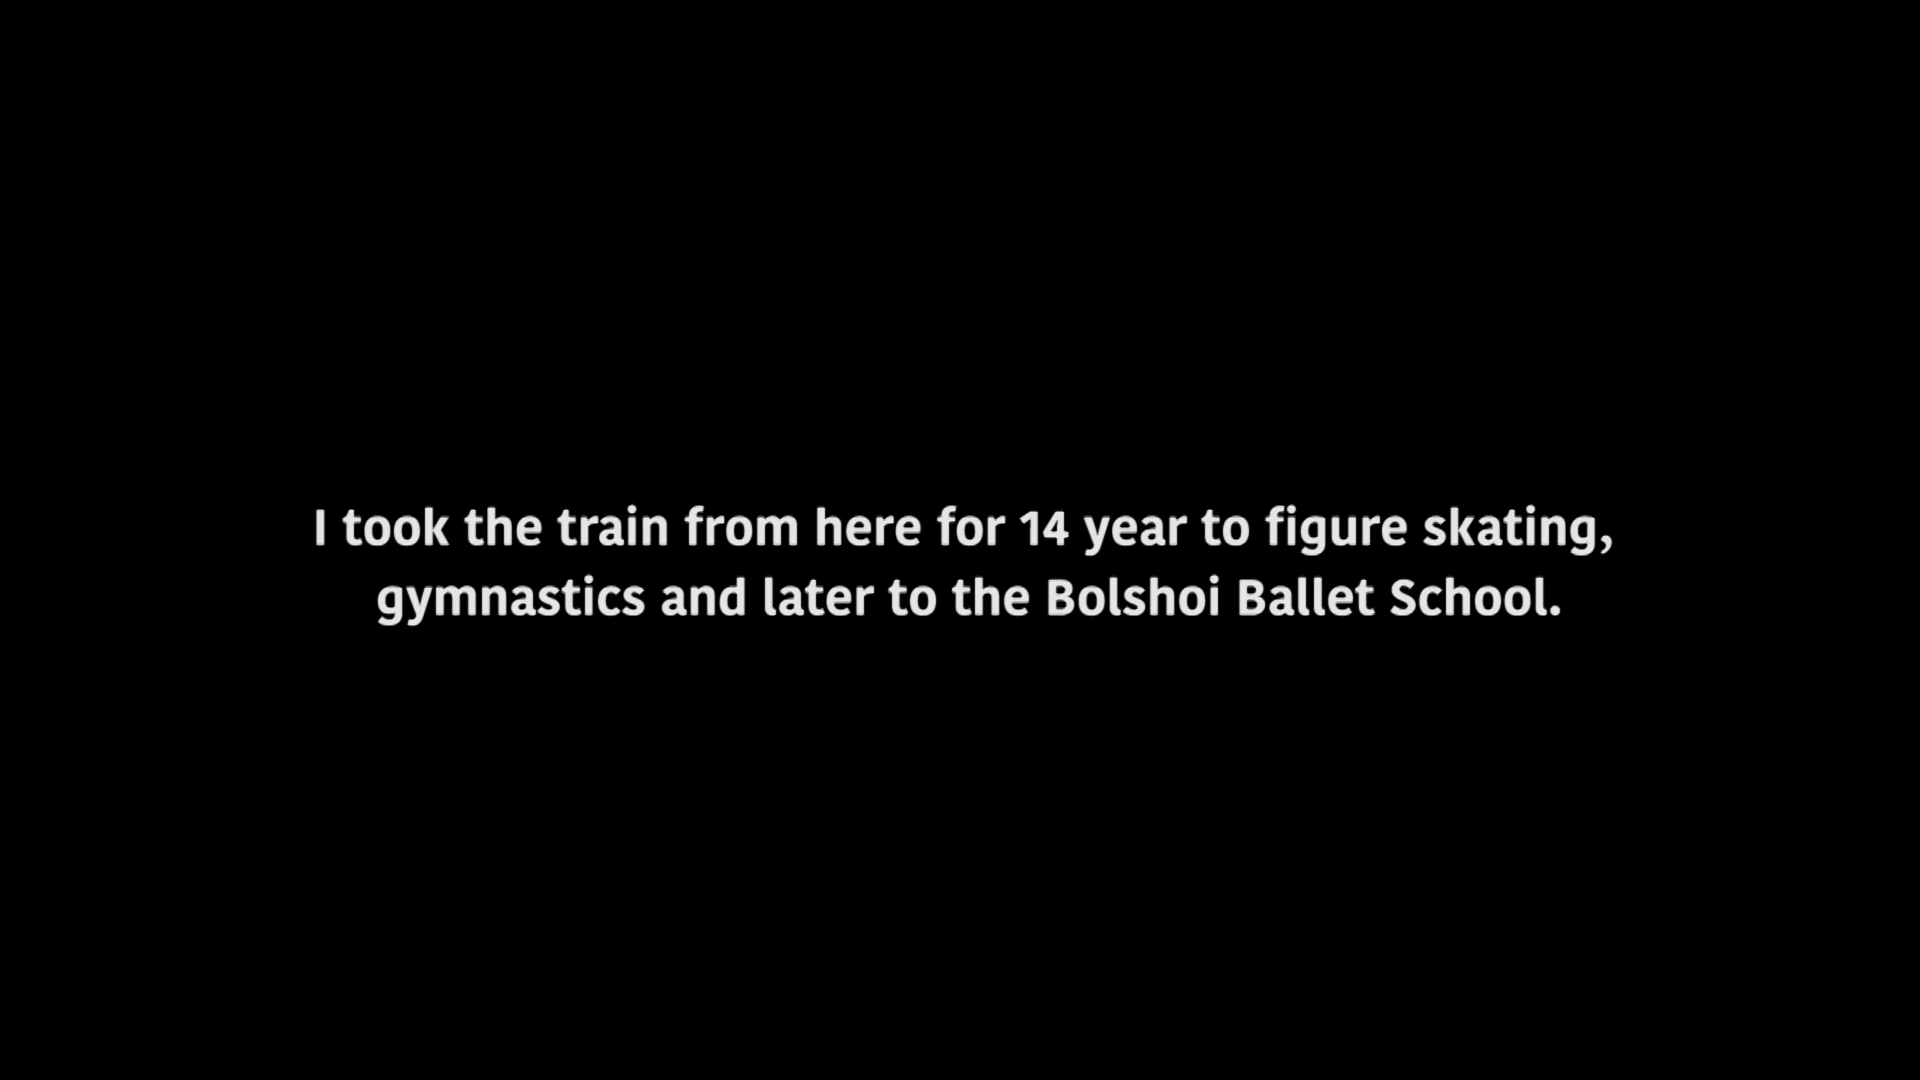 I took the train from here for 14 year to figure skating,
gymnastics and later to the Bolshoi Ballet School.